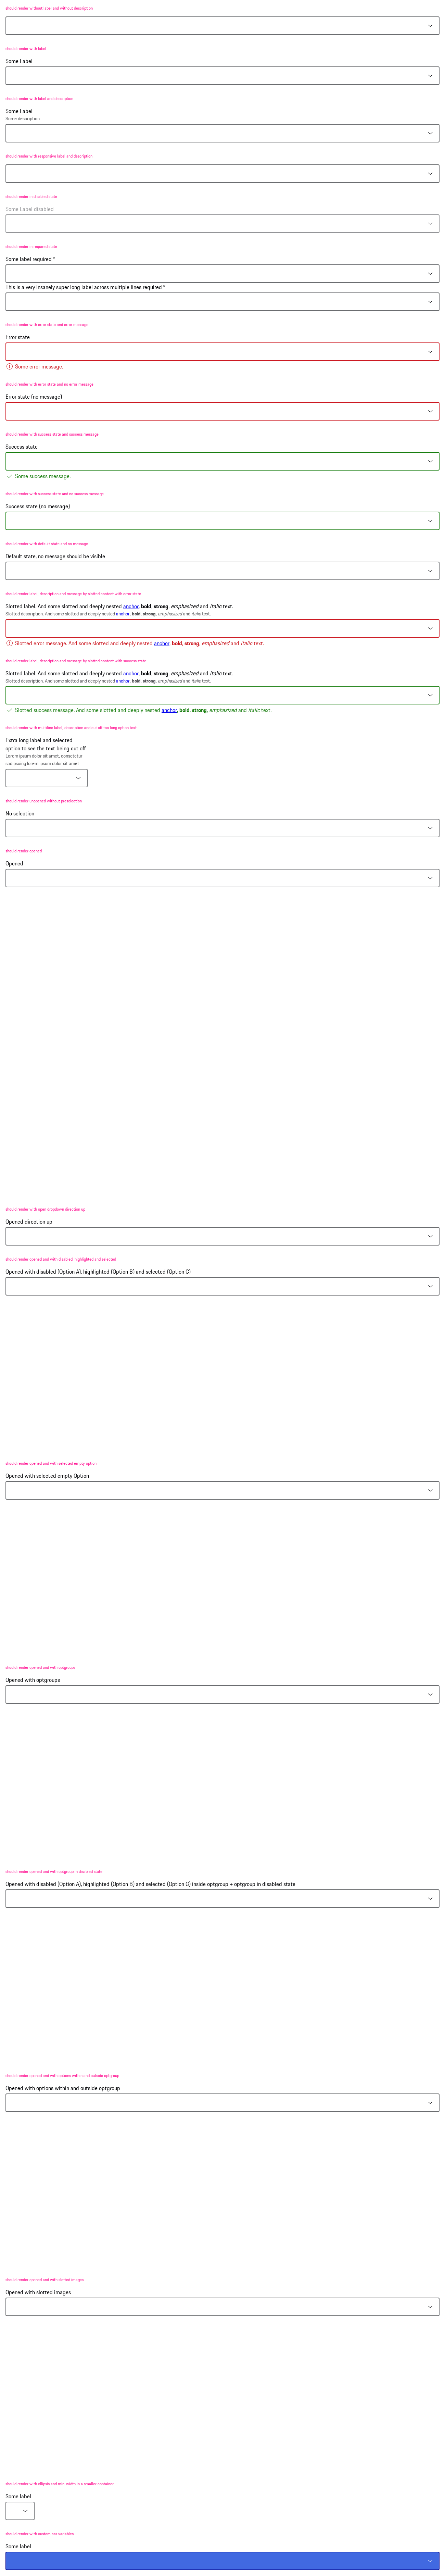 should render without label and without description
should render with label
Some Label
should render with label and description
Some Label
Some description
should render with responsive label and description
should render in disabled state
Some Label disabled
should render in required state
Some label required *
This is a very insanely super long label across multiple lines required *
should render with error state and error message
Error state
Some error message.
should render with error state and no error message
Error state (no message)
should render with success state and success message
Success state
Some success message.
should render with success state and no success message
Success state (no message)
should render with default state and no message
Default state, no message should be visible
should render label, description and message by slotted content with error state
Slotted label. And some slotted and deeply nested anchor, bold, strong, emphasized and italic text.
Slotted description. And some slotted and deeply nested anchor, bold, strong, emphasized and italic text.
Slotted error message. And some slotted and deeply nested anchor, bold, strong, emphasized and italic text.
should render label, description and message by slotted content with success state
Slotted label. And some slotted and deeply nested anchor, bold, strong, emphasized and italic text.
Slotted description. And some slotted and deeply nested anchor, bold, strong, emphasized and italic text.
Slotted success message. And some slotted and deeply nested anchor, bold, strong, emphasized and italic text.
should render with multiline label, description and cut off too long option text
Extra long label and selected
option to see the text being cut off
Lorem ipsum dolor sit amet, consetetur
sadipscing lorem ipsum dolor sit amet
should render unopened without preselection
No selection
should render opened
Opened
should render with open dropdown direction up
Opened direction up
should render opened and with disabled, highlighted and selected
Opened with disabled (Option A), highlighted (Option B) and selected (Option C)
should render opened and with selected empty option
Opened with selected empty Option
should render opened and with optgroups
Opened with optgroups
should render opened and with optgroup in disabled state
Opened with disabled (Option A), highlighted (Option B) and selected (Option C) inside optgroup + optgroup in disabled state
should render opened and with options within and outside optgroup
Opened with options within and outside optgroup
should render opened and with slotted images
Opened with slotted images
should render with ellipsis and min-width in a smaller container
Some label
should render with custom css variables
Some label